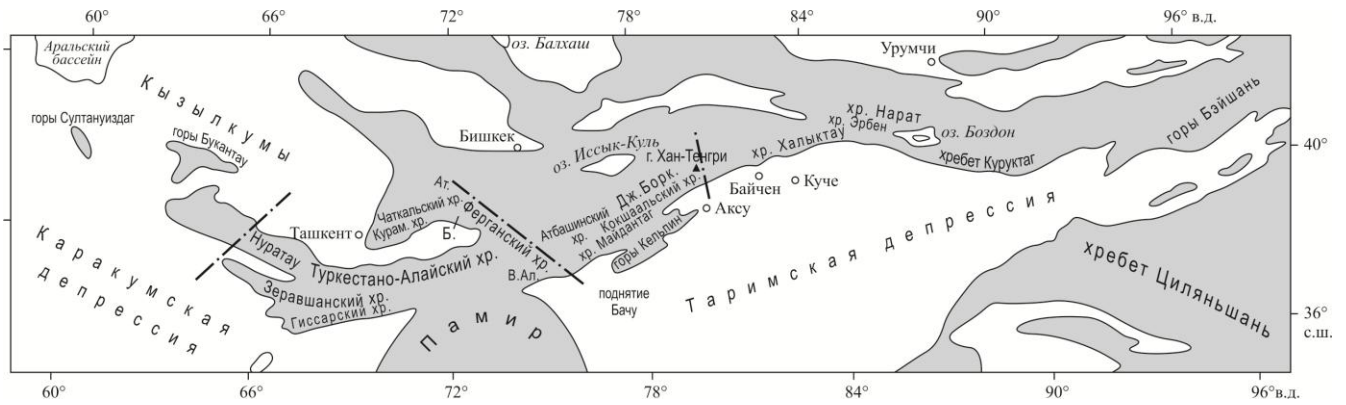 60° 66° 72° 78° 84° 90° 96° в.д.
Аральский
бассейн
оз. Балхаш
Урумчи
Кызылкумы
горы Султануиздаг
горы Букантау
Бишкек
оз. Иссык-Куль
г. Хан-Тенгри
хр. Нарат
хр. Эрбен
хр. Халыктау
оз. Боздон
горы Бэйшань
40°
хребет Куруктаг
Байчен
Куче
Аксу
Ат.
Чаткальский хр.
Курам. хр.
Ферганский хр.
Б.
Атбашинский
хр.
Дж.
Борк.
Кокшаальский хр.
хр. Майдантаг
горы Кельпин
Ташкент
Нуратау
Туркестано-Алайский хр.
В.Ал.
Зеравшанский хр.
Гиссарский хр.
Каракумская
депрессия
Памир
поднятие
Бачу
Таримская депрессия
хребет Циляньшань
36°
с.ш.
60° 66° 72° 78° 84° 90° 96°в.д.